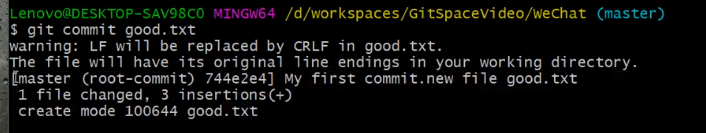 Lenovo@DESKTOP-SAV98C0 MINGW64 /d/workspaces/GitSpaceVideo/WeChat (master)
$ git commit good.txt
warning: LF will be replaced by CRLF in good.txt.
The file will have its original line endings in your working directory.
[master (root-commit) 744e2e4] My first commit.new file good.txt
 1 file changed, 3 insertions(+)
 create mode 100644 good.txt